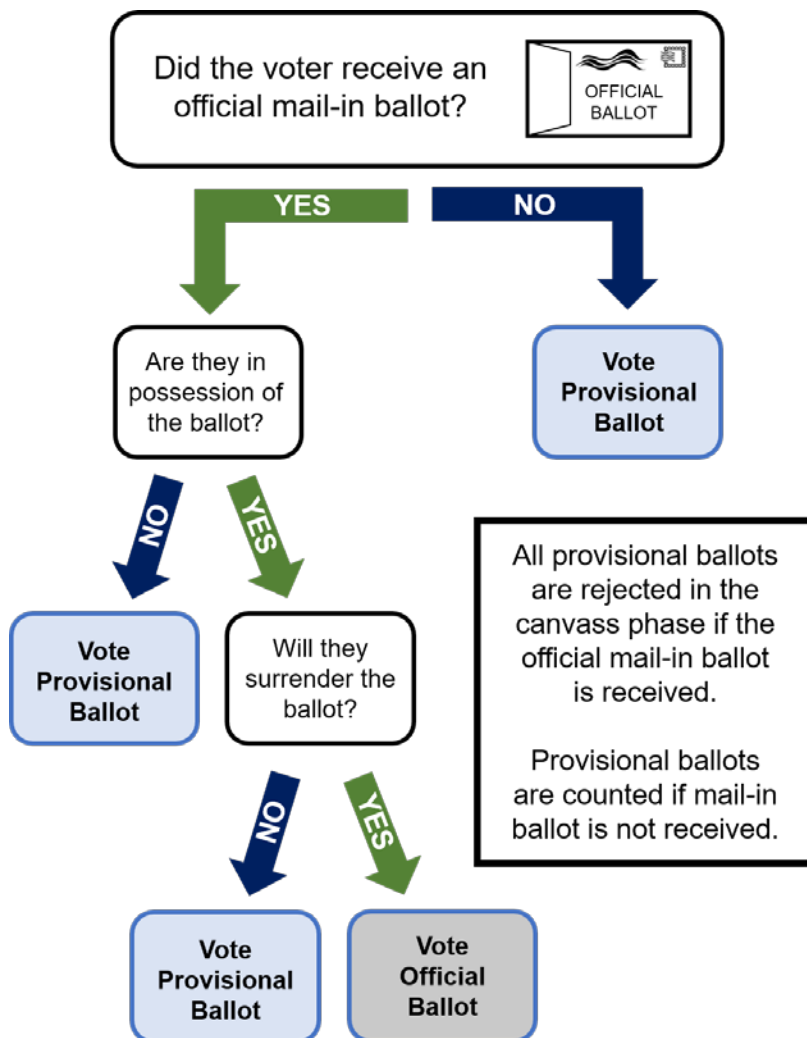 Did the voter receive an
official mail-in ballot?
OFFICIAL
BALLOT
YES
NO
Are they in
possession of
the ballot?
Vote
Provisional
Ballot
NO
YES
Vote
Provisional
Ballot
Will they
surrender the
ballot?
All provisional ballots
are rejected in the
canvass phase if the
official mail-in ballot
is received.
Provisional ballots
are counted if mail-in
ballot is not received.
NO
YES
Vote
Provisional
Ballot
Vote
Official
Ballot